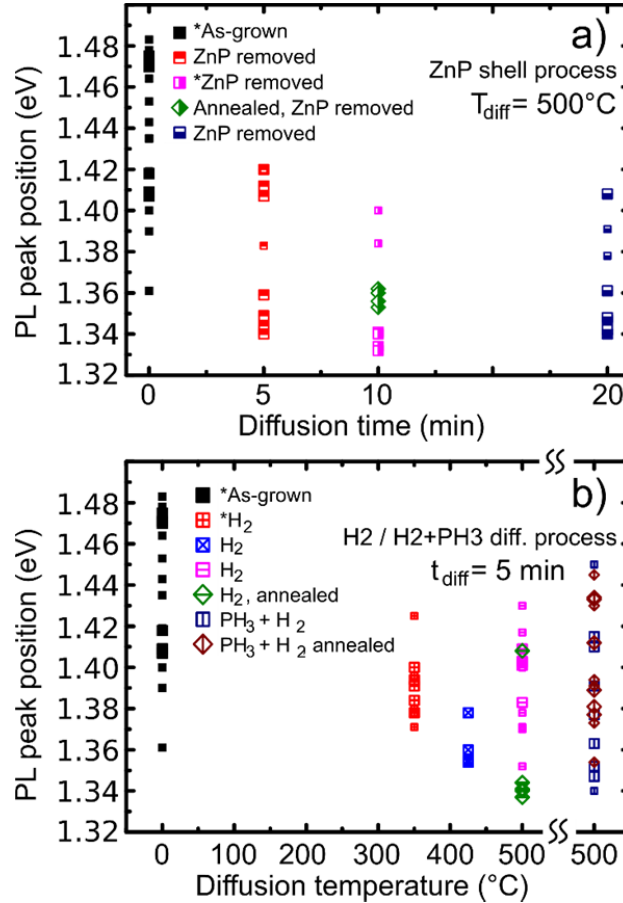 a)
*As-grown
ZnP removed
*ZnP removed
Annealed, ZnP removed
ZnP removed
ZnP shell process
Tdiff= 500°C
PL peak position (eV)
1.48
1.46
1.44
1.42
1.40
1.38
1.36
1.34
1.32
0 5 10 20
Diffusion time (min)
b)
*As-grown
*H2
H2
H2
H2, annealed
PH3 + H2
PH3 + H2 annealed
H2 / H2+PH3 diff. process
tdiff= 5 min
PL peak position (eV)
1.48
1.46
1.44
1.42
1.40
1.38
1.36
1.34
1.32
0 100 200 300 400 500 500
Diffusion temperature (°C)